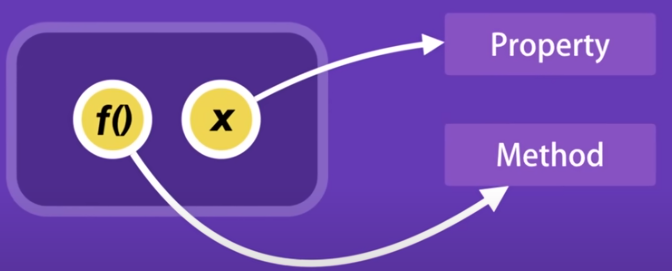 Property
f()
x
Method